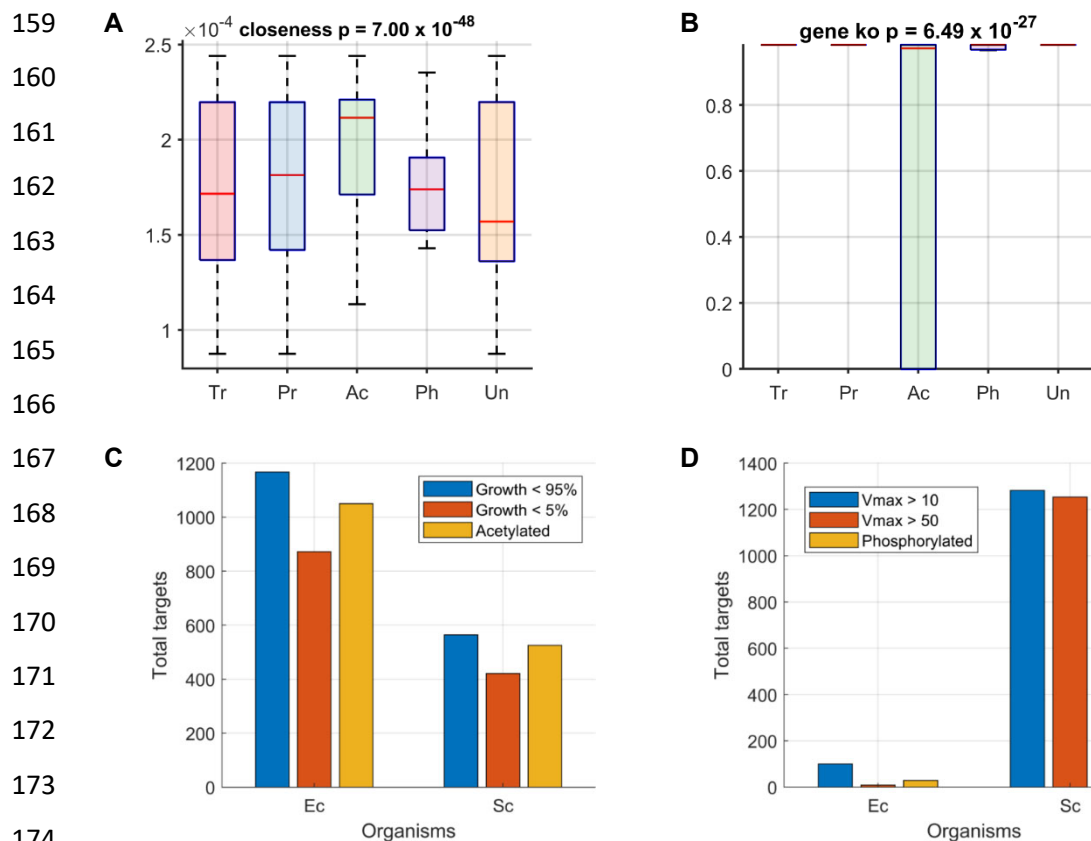 159
160
161
162
163
164
165
166
167
168
169
170
171
172
173
174
A
×10⁻⁴ closeness p = 7.00 x 10⁻⁴⁸
2.5
2
1.5
1
Tr Pr Ac Ph Un
B
gene ko p = 6.49 x 10⁻²⁷
0.8
0.6
0.4
0.2
0
Tr Pr Ac Ph Un
C
Total targets
1200
1000
800
600
400
200
0
Growth < 95%
Growth < 5%
Acetylated
Ec Sc
Organisms
D
Total targets
1400
1200
1000
800
600
400
200
0
Vmax > 10
Vmax > 50
Phosphorylated
Ec Sc
Organisms